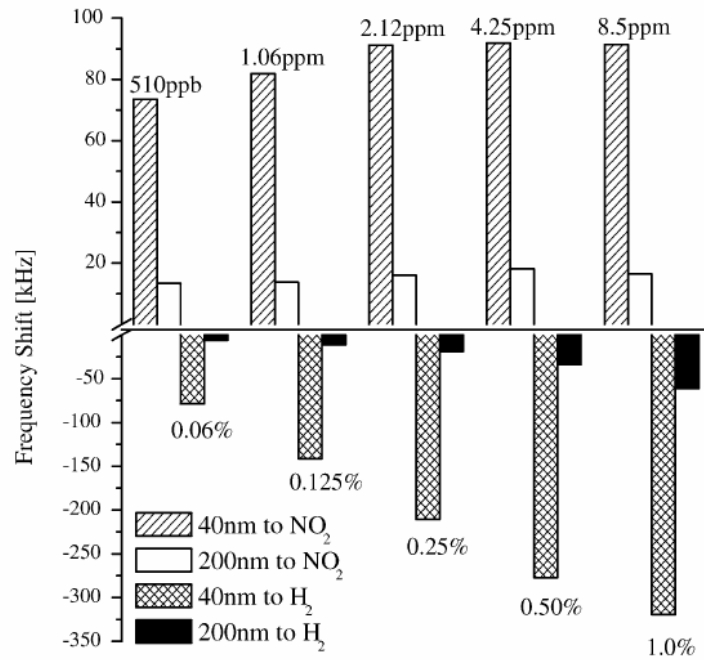 100
80
60
40
20
-50
-100
-150
-200
-250
-300
-350
Frequency Shift [kHz]
510ppb
1.06ppm
2.12ppm
4.25ppm
8.5ppm
0.06%
0.125%
0.25%
0.50%
1.0%
40nm to NO₂
200nm to NO₂
40nm to H₂
200nm to H₂